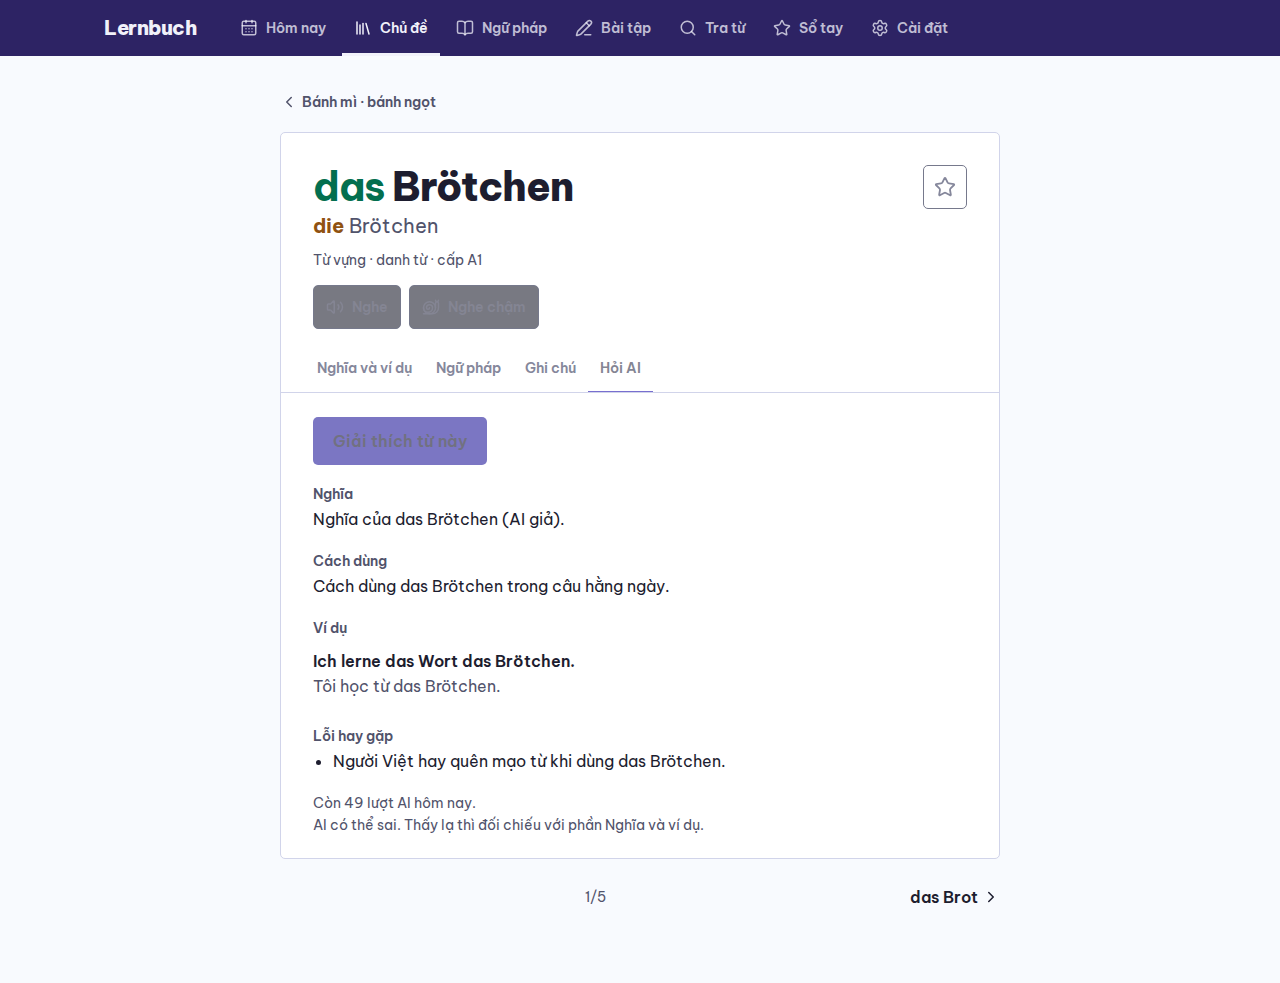 Lernbuch
Hôm nay
Chủ đề
Ngữ pháp
Bài tập
Tra từ
Sổ tay
Cài đặt
Bánh mì · bánh ngọt
das Brötchen
die Brötchen
Từ vựng · danh từ · cấp A1
Nghe
Nghe chậm
Nghĩa và ví dụ
Ngữ pháp
Ghi chú
Hỏi AI
Giải thích từ này
Nghĩa
Nghĩa của das Brötchen (AI giả).
Cách dùng
Cách dùng das Brötchen trong câu hằng ngày.
Ví dụ
Ich lerne das Wort das Brötchen.
Tôi học từ das Brötchen.
Lỗi hay gặp
• Người Việt hay quên mạo từ khi dùng das Brötchen.
Còn 49 lượt AI hôm nay.
AI có thể sai. Thấy lạ thì đối chiếu với phần Nghĩa và ví dụ.
1/5
das Brot